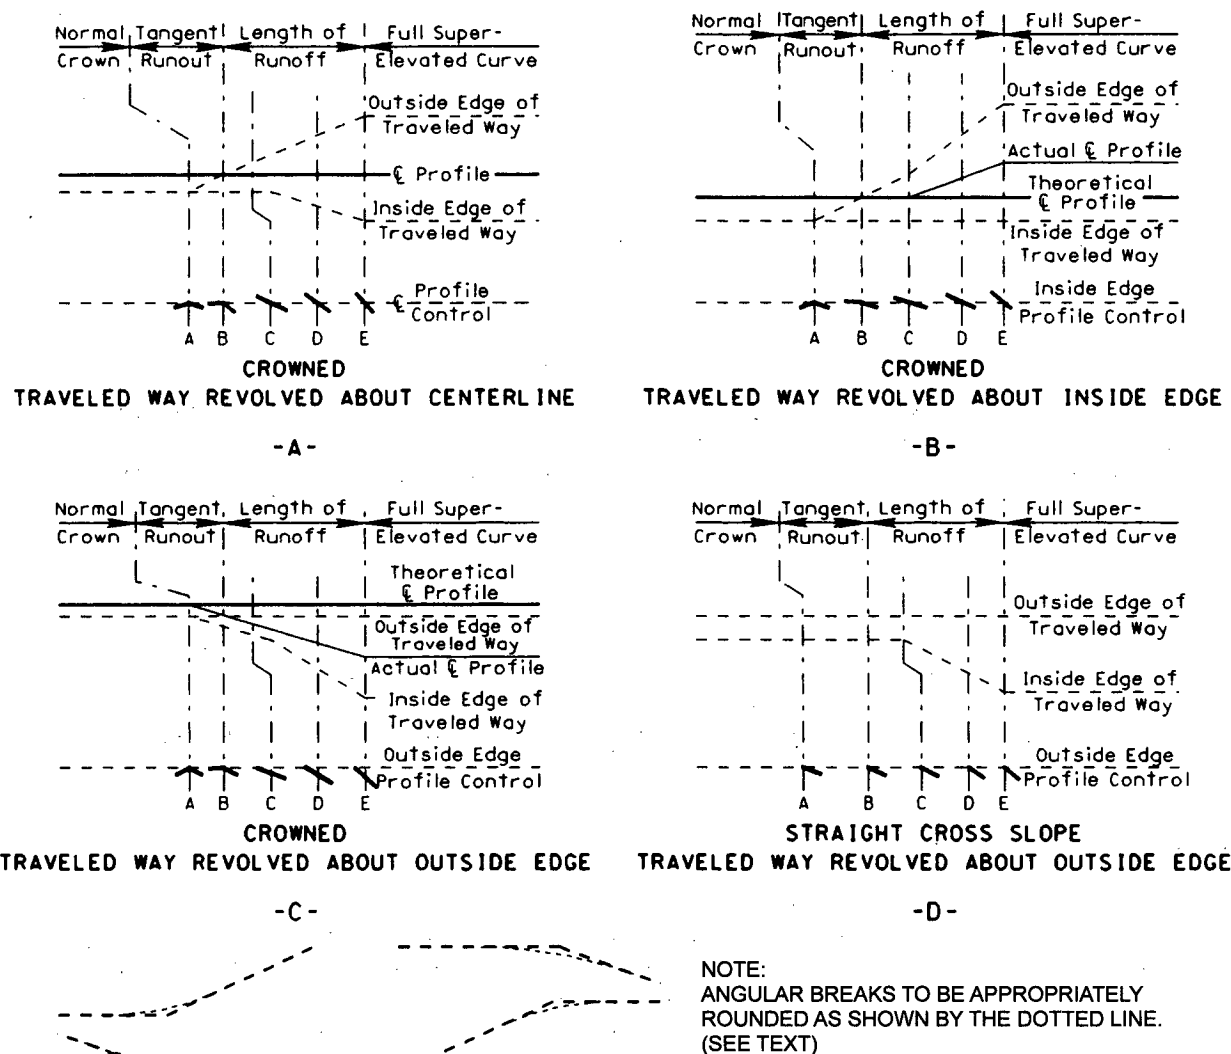 Normal Tangent Length of Full Super-
Crown Runout Runoff Elevated Curve
Outside Edge of
Traveled Way
℄ Profile
Inside Edge of
Traveled Way
Profile
℄ Control
A B C D E
CROWNED
TRAVELED WAY REVOLVED ABOUT CENTERLINE
-A-
Normal Tangent Length of Full Super-
Crown Runout Runoff Elevated Curve
Outside Edge of
Traveled Way
Actual ℄ Profile
Theoretical
℄ Profile
Inside Edge of
Traveled Way
Inside Edge
Profile Control
A B C D E
CROWNED
TRAVELED WAY REVOLVED ABOUT INSIDE EDGE
-B-
Normal Tangent Length of Full Super-
Crown Runout Runoff Elevated Curve
Theoretical
℄ Profile
Outside Edge of
Traveled Way
Actual ℄ Profile
Inside Edge of
Traveled Way
Outside Edge
Profile Control
A B C D E
CROWNED
TRAVELED WAY REVOLVED ABOUT OUTSIDE EDGE
-C-
Normal Tangent Length of Full Super-
Crown Runout Runoff Elevated Curve
Outside Edge of
Traveled Way
Inside Edge of
Traveled Way
Outside Edge
Profile Control
A B C D E
STRAIGHT CROSS SLOPE
TRAVELED WAY REVOLVED ABOUT OUTSIDE EDGE
-D-
NOTE:
ANGULAR BREAKS TO BE APPROPRIATELY
ROUNDED AS SHOWN BY THE DOTTED LINE.
(SEE TEXT)